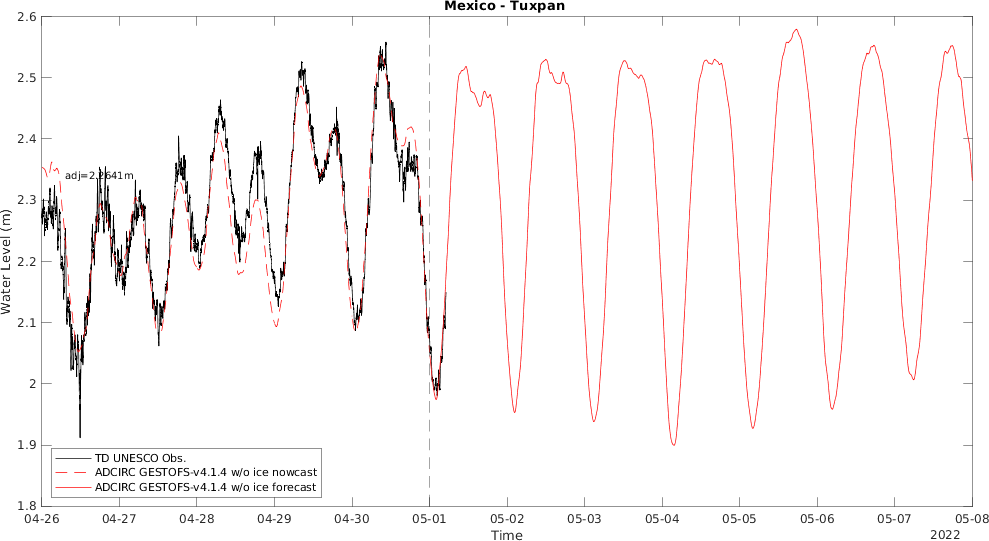 Mexico - Tuxpan
2.6
2.5
2.4
2.3
2.2
2.1
2
1.9
1.8
Water Level (m)
adj=2.2641m
TD UNESCO Obs.
ADCIRC GESTOFS-v4.1.4 w/o ice nowcast
ADCIRC GESTOFS-v4.1.4 w/o ice forecast
04-26 04-27 04-28 04-29 04-30 05-01 05-02 05-03 05-04 05-05 05-06 05-07 05-08
Time
2022